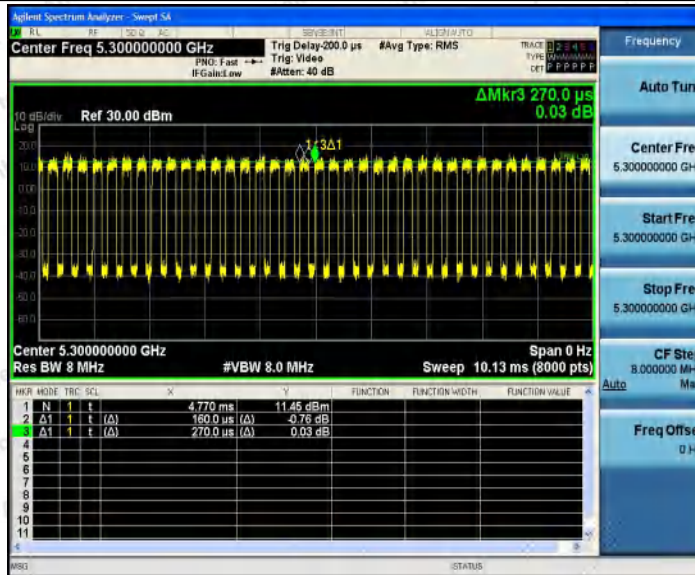 Agilent Spectrum Analyzer - Swept SA
RL RF 50 Ω AC SENSE:INT ALIGN AUTO
Center Freq 5.300000000 GHz
PNO: Fast
IFGain:Low
Trig Delay-200.0 µs
Trig: Video
#Atten: 40 dB
#Avg Type: RMS
TRACE 1 2 3 4 5 6
TYPE
DET P P P P P P
ΔMkr3 270.0 µs
0.03 dB
10 dB/div Ref 30.00 dBm
Log
20.0
10.0
0.00
-10.0
-20.0
-30.0
-40.0
-50.0
-60.0
3Δ1
Center 5.300000000 GHz Span 0 Hz
Res BW 8 MHz #VBW 8.0 MHz Sweep 10.13 ms (8000 pts)
MKR MODE TRC SCL X Y FUNCTION FUNCTION WIDTH FUNCTION VALUE
1 N 1 t 4.770 ms 11.45 dBm
2 Δ1 1 t (Δ) 160.0 µs (Δ) -0.76 dB
3 Δ1 1 t (Δ) 270.0 µs (Δ) 0.03 dB
4
5
6
7
8
9
10
11
MSG STATUS
Frequency
Auto Tun
Center Fre
5.300000000 GH
Start Fre
5.300000000 GH
Stop Fre
5.300000000 GH
CF Ste
8.000000 MH
Auto Ma
Freq Offse
0 H